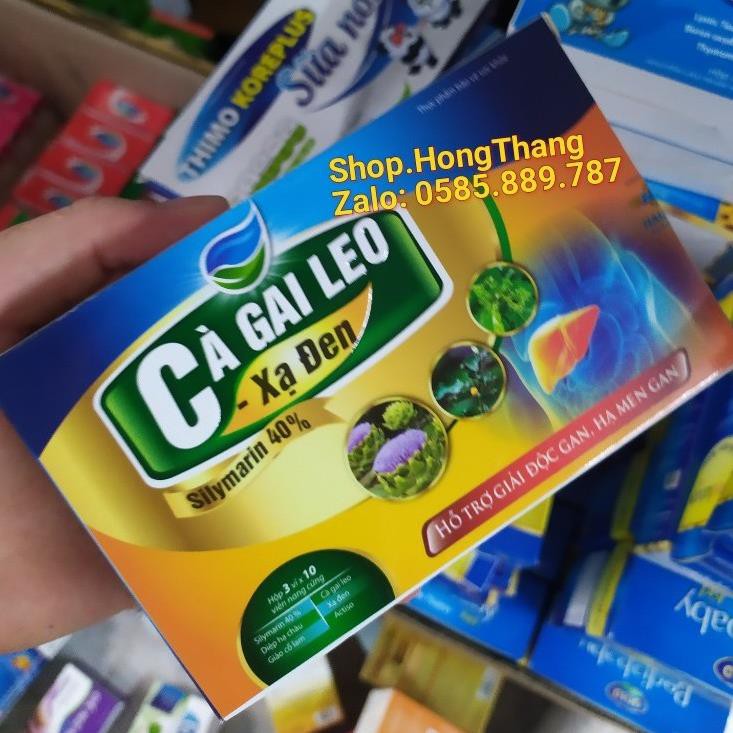 THIMO KOREPLUS
Sữa non
Thực phẩm bảo vệ sức khỏe
Shop.HongThang
Zalo: 0585.889.787
CÀ GAI LEO
- Xạ Đen
Silymarin 40%
HỖ TRỢ GIẢI ĐỘC GAN, HẠ MEN GAN
Hộp 3 vỉ x 10
viên nang cứng
Silymarin 40%
Cà gai leo
Diệp hạ châu
Xạ đen
Giảo cổ lam
Actiso
baby